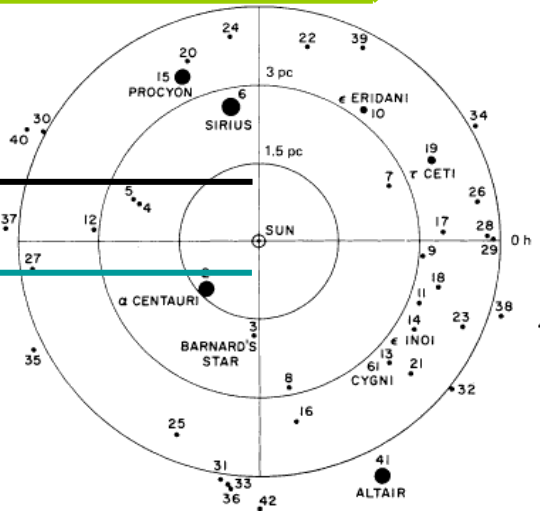 24
22
39
20
15
PROCYON
3 pc
6
SIRIUS
ϵ ERIDANI
10
30
40
34
1.5 pc
19
τ CETI
7
5
4
26
37
12
SUN
17
28
29
0 h
9
27
18
α CENTAURI
11
38
3
BARNARD'S
STAR
14
ϵ INOI
23
13
61
CYGNI
21
35
8
32
16
25
31
33
36
42
41
ALTAIR